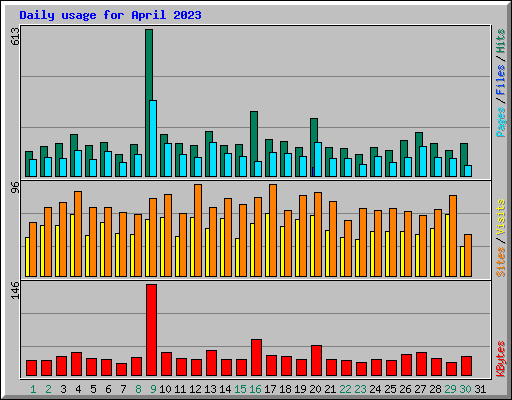 Daily usage for April 2023
613
Pages / Files / Hits
96
Sites / Visits
146
KBytes
1 2 3 4 5 6 7 8 9 10 11 12 13 14 15 16 17 18 19 20 21 22 23 24 25 26 27 28 29 30 31